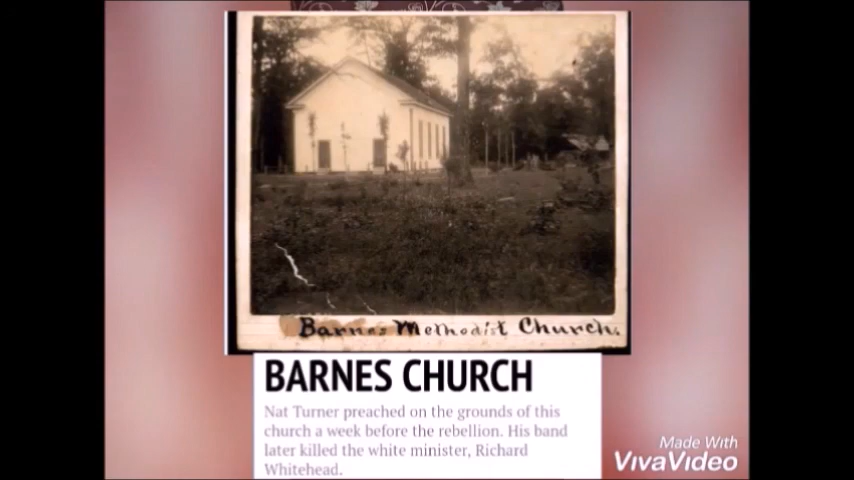 Barnes Methodist Church.
BARNES CHURCH
Nat Turner preached on the grounds of this
church a week before the rebellion. His band
later killed the white minister, Richard
Whitehead.
Made With
VivaVideo